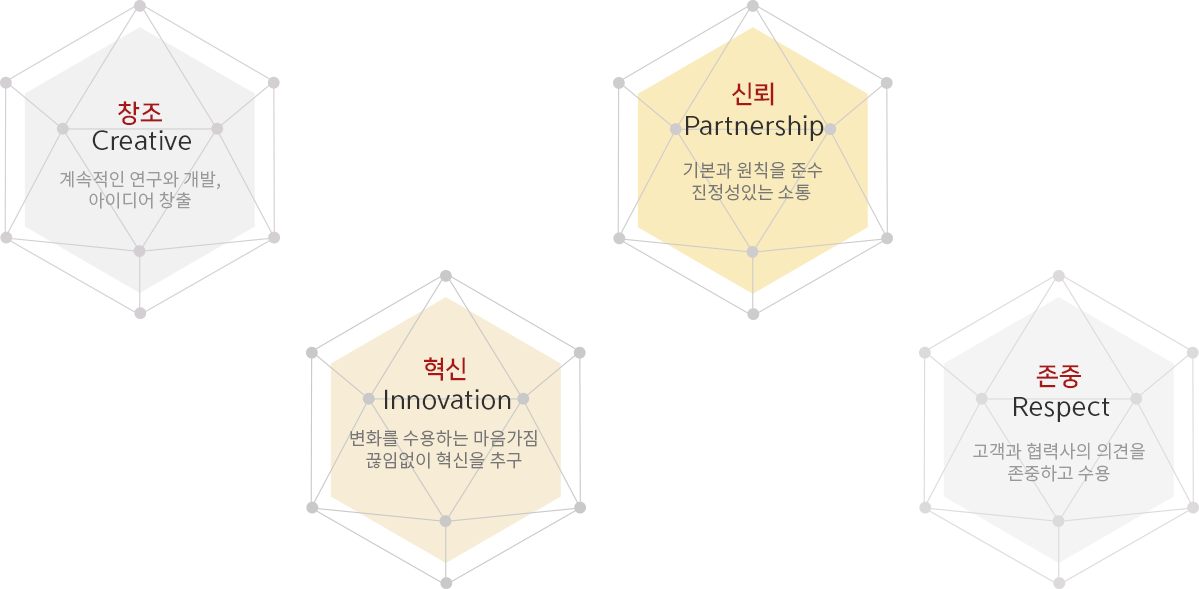 창조
Creative
계속적인 연구와 개발,
아이디어 창출
혁신
Innovation
변화를 수용하는 마음가짐
끊임없이 혁신을 추구
신뢰
Partnership
기본과 원칙을 준수
진정성있는 소통
존중
Respect
고객과 협력사의 의견을
존중하고 수용